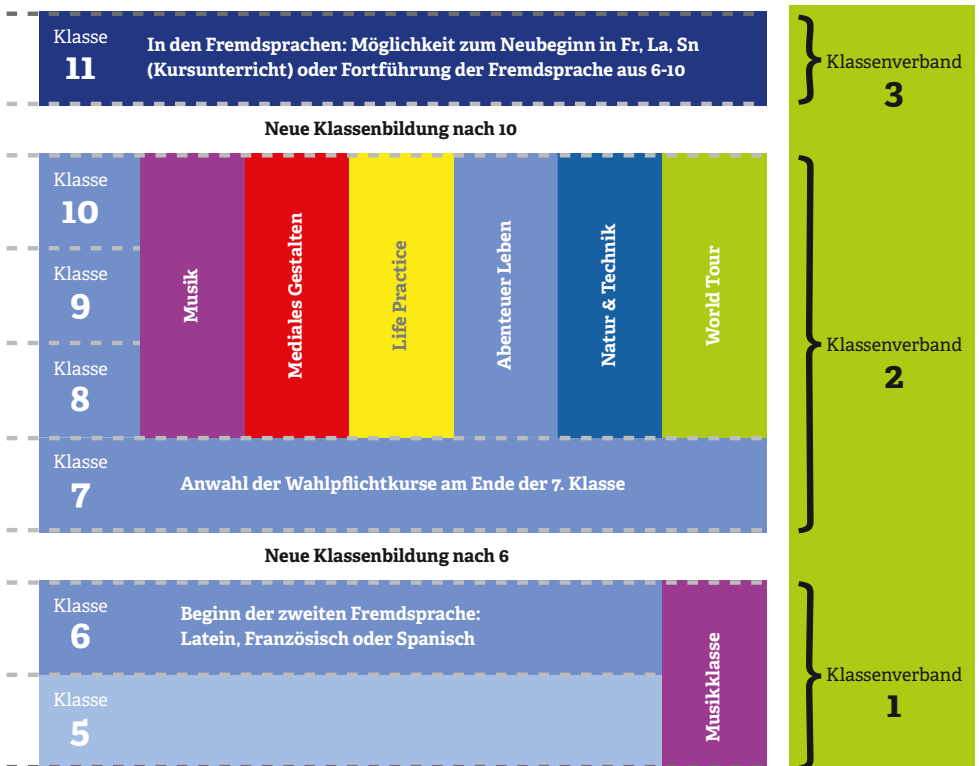 Klasse
11
In den Fremdsprachen: Möglichkeit zum Neubeginn in Fr, La, Sn
(Kursunterricht) oder Fortführung der Fremdsprache aus 6-10
Klassenverband
3
Neue Klassenbildung nach 10
Klasse
10
Klasse
9
Klasse
8
Musik
Mediales Gestalten
Life Practice
Abenteuer Leben
Natur & Technik
World Tour
Klassenverband
2
Klasse
7
Anwahl der Wahlpflichtkurse am Ende der 7. Klasse
Neue Klassenbildung nach 6
Klasse
6
Beginn der zweiten Fremdsprache:
Latein, Französisch oder Spanisch
Klasse
5
Musikklasse
Klassenverband
1